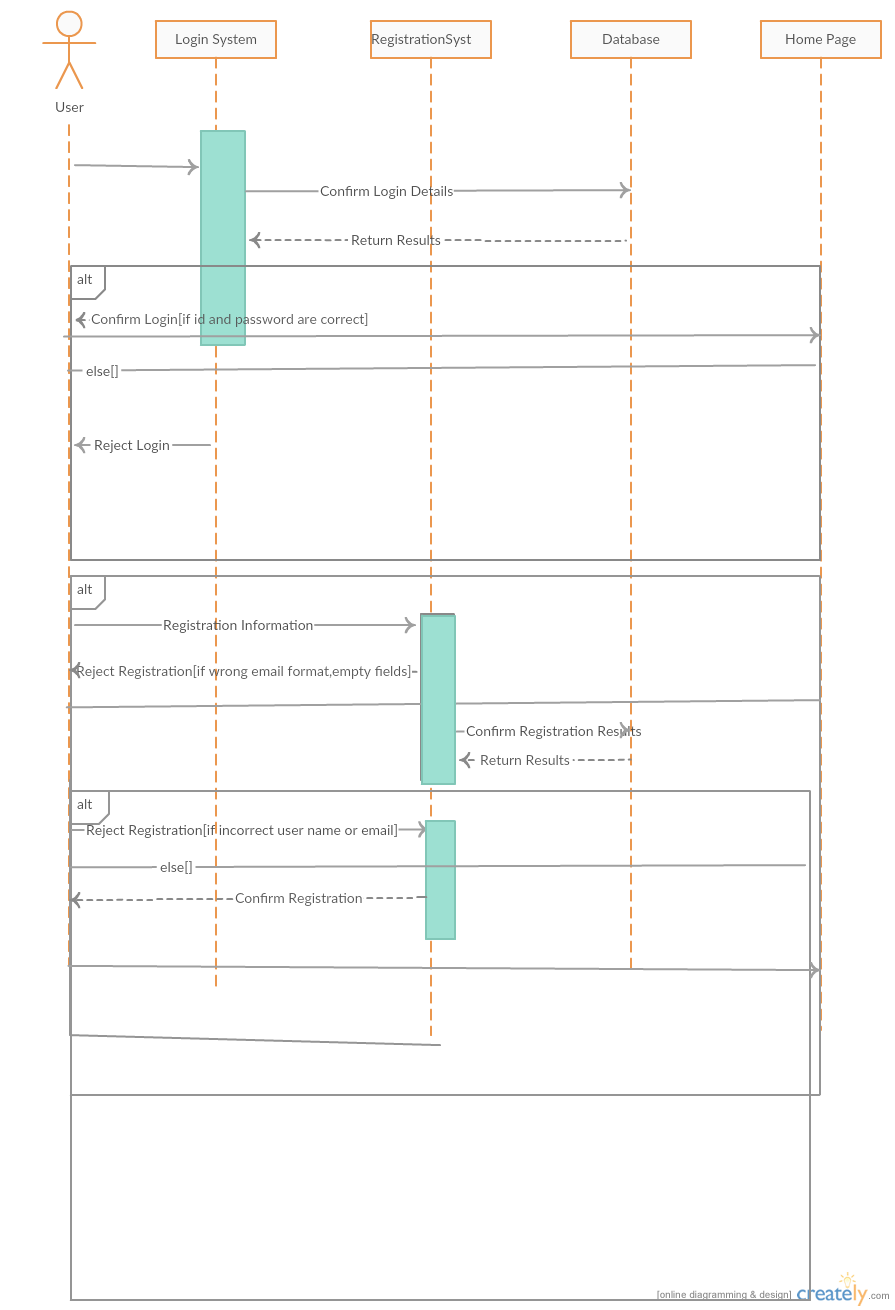 Login System
RegistrationSyst
Database
Home Page
User
Confirm Login Details
Return Results
alt
Confirm Login[if id and password are correct]
else[]
Reject Login
alt
Registration Information
Reject Registration[if wrong email format,empty fields]
Confirm Registration Results
Return Results
alt
Reject Registration[if incorrect user name or email]
else[]
Confirm Registration
[online diagramming & design] creately.com